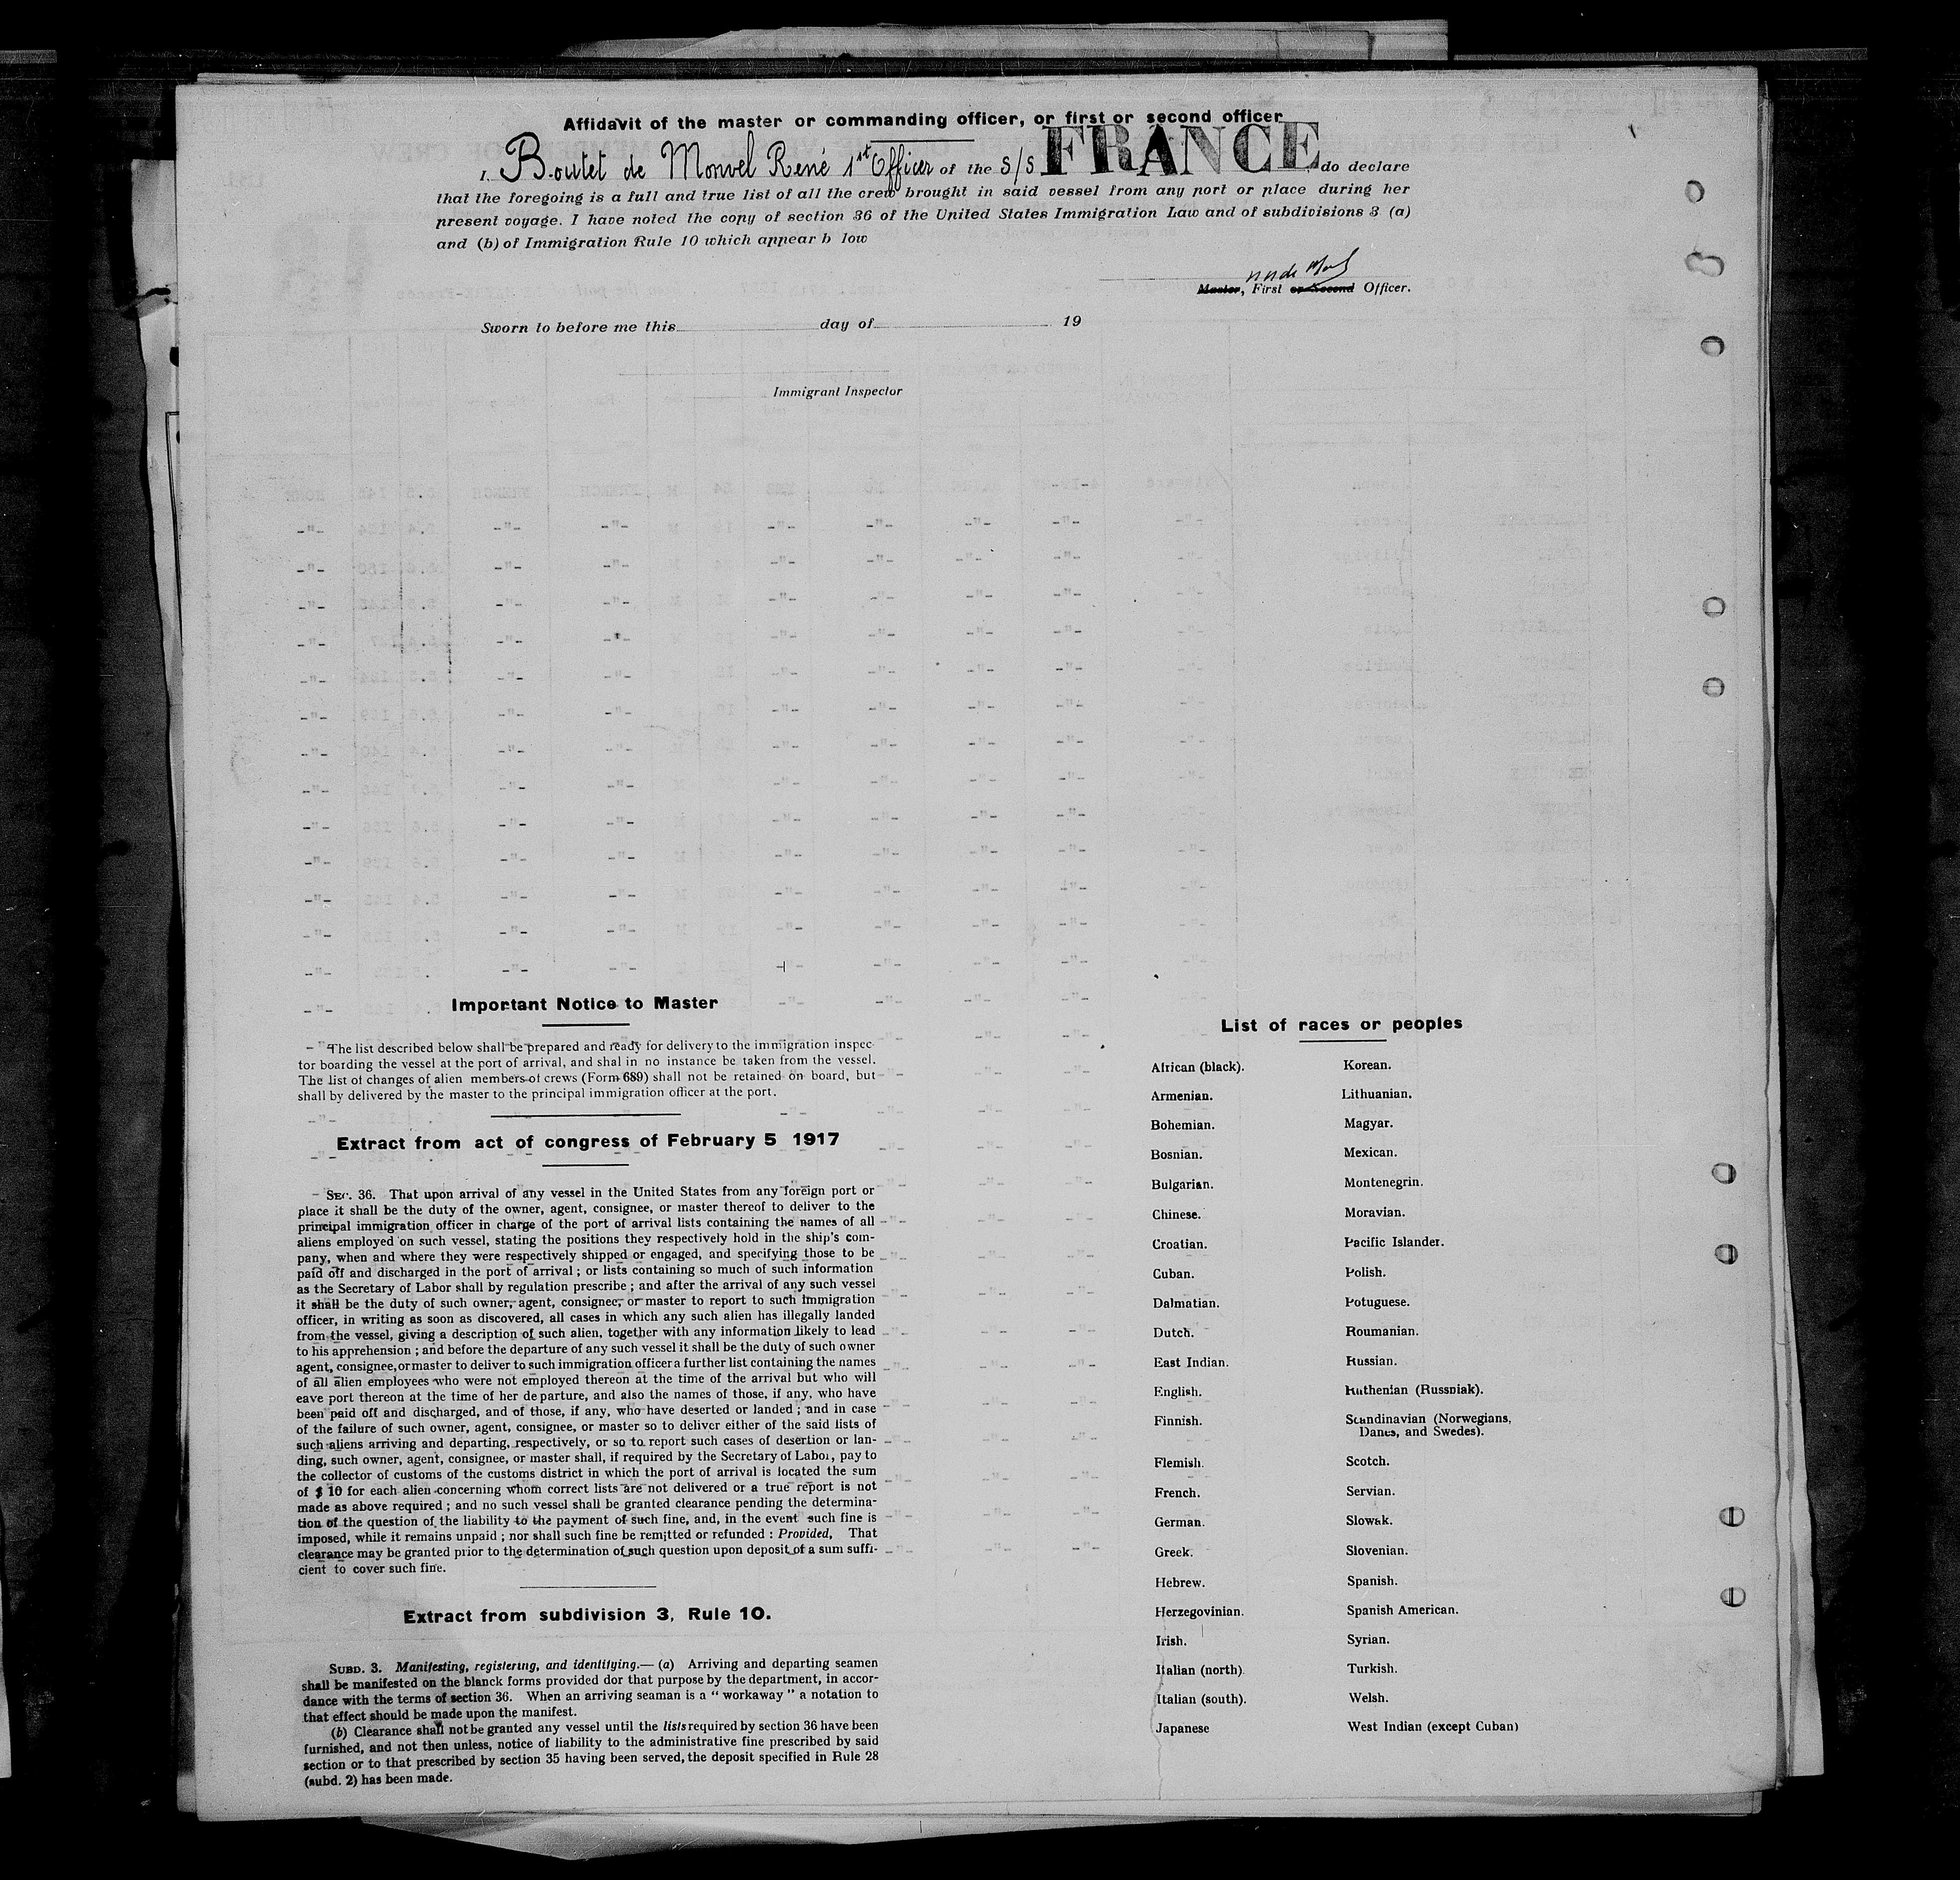 Affidavit of the master or commanding officer, or first or second officer
I, Boutet de Monvel René 1st Officer of the S/S FRANCE do declare
that the foregoing is a full and true list of all the crew brought in said vessel from any port or place during her
present voyage. I have noted the copy of section 36 of the United States Immigration Law and of subdivisions 3 (a)
and (b) of Immigration Rule 10 which appear b low
Master, First or Second Officer.
Sworn to before me this day of 19
Immigrant Inspector
Important Notice to Master
The list described below shall be prepared and ready for delivery to the immigration inspec-
tor boarding the vessel at the port of arrival, and shal in no instance be taken from the vessel.
The list of changes of alien members of crews (Form 689) shall not be retained on board, but
shall by delivered by the master to the principal immigration officer at the port.
Extract from act of congress of February 5 1917
SEC. 36. That upon arrival of any vessel in the United States from any foreign port or
place it shall be the duty of the owner, agent, consignee, or master thereof to deliver to the
principal immigration officer in charge of the port of arrival lists containing the names of all
aliens employed on such vessel, stating the positions they respectively hold in the ship's com-
pany, when and where they were respectively shipped or engaged, and specifying those to be
paid off and discharged in the port of arrival ; or lists containing so much of such information
as the Secretary of Labor shall by regulation prescribe ; and after the arrival of any such vessel
it shall be the duty of such owner, agent, consignee, or master to report to such immigration
officer, in writing as soon as discovered, all cases in which any such alien has illegally landed
from the vessel, giving a description of such alien, together with any information likely to lead
to his apprehension ; and before the departure of any such vessel it shall be the duty of such owner
agent, consignee, or master to deliver to such immigration officer a further list containing the names
of all alien employees who were not employed thereon at the time of the arrival but who will
eave port thereon at the time of her departure, and also the names of those, if any, who have
been paid off and discharged, and of those, if any, who have deserted or landed ; and in case
of the failure of such owner, agent, consignee, or master so to deliver either of the said lists of
such aliens arriving and departing, respectively, or so to report such cases of desertion or lan-
ding, such owner, agent, consignee, or master shall, if required by the Secretary of Labor, pay to
the collector of customs of the customs district in which the port of arrival is located the sum
of $ 10 for each alien concerning whom correct lists are not delivered or a true report is not
made as above required ; and no such vessel shall be granted clearance pending the determina-
tion of the question of the liability to the payment of such fine, and, in the event such fine is
imposed, while it remains unpaid ; nor shall such fine be remitted or refunded : Provided, That
clearance may be granted prior to the determination of such question upon deposit of a sum suffi-
cient to cover such fine.
Extract from subdivision 3, Rule 10.
SUBD. 3. Manifesting, registering, and identifying.— (a) Arriving and departing seamen
shall be manifested on the blanck forms provided dor that purpose by the department, in accor-
dance with the terms of section 36. When an arriving seaman is a “ workaway ” a notation to
that effect should be made upon the manifest.
(b) Clearance shall not be granted any vessel until the lists required by section 36 have been
furnished, and not then unless, notice of liability to the administrative fine prescribed by said
section or to that prescribed by section 35 having been served, the deposit specified in Rule 28
(subd. 2) has been made.
List of races or peoples
African (black).
Armenian.
Bohemian.
Bosnian.
Bulgarian.
Chinese.
Croatian.
Cuban.
Dalmatian.
Dutch.
East Indian.
English.
Finnish.
Flemish.
French.
German.
Greek.
Hebrew.
Herzegovinian.
Irish.
Italian (north)
Italian (south).
Japanese
Korean.
Lithuanian.
Magyar.
Mexican.
Montenegrin.
Moravian.
Pacific Islander.
Polish.
Potuguese.
Roumanian.
Russian.
Ruthenian (Russniak).
Scandinavian (Norwegians,
Danes, and Swedes).
Scotch.
Servian.
Slowak.
Slovenian.
Spanish.
Spanish American.
Syrian.
Turkish.
Welsh.
West Indian (except Cuban)